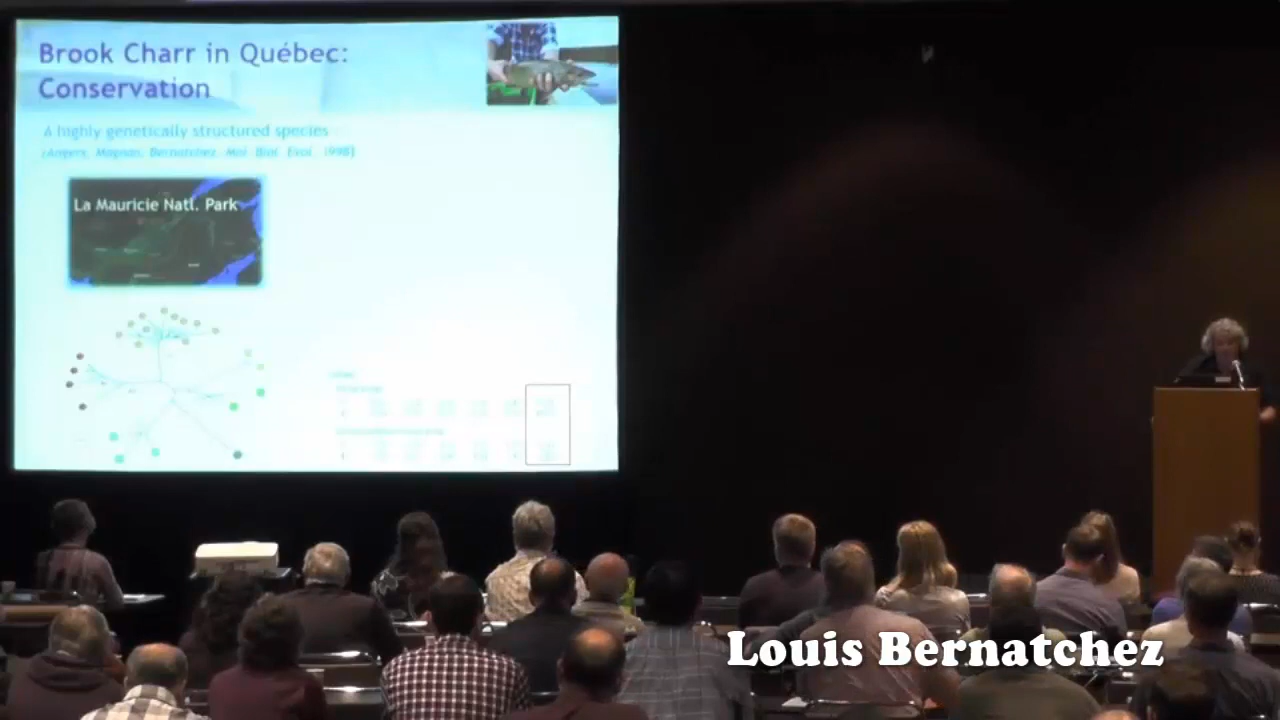 Brook Charr in Québec:
Conservation
A highly genetically structured species
(Angers, Magnan, Bernatchez. Mol. Biol. Evol. 1998)
La Mauricie Natl. Park
Louis Bernatchez